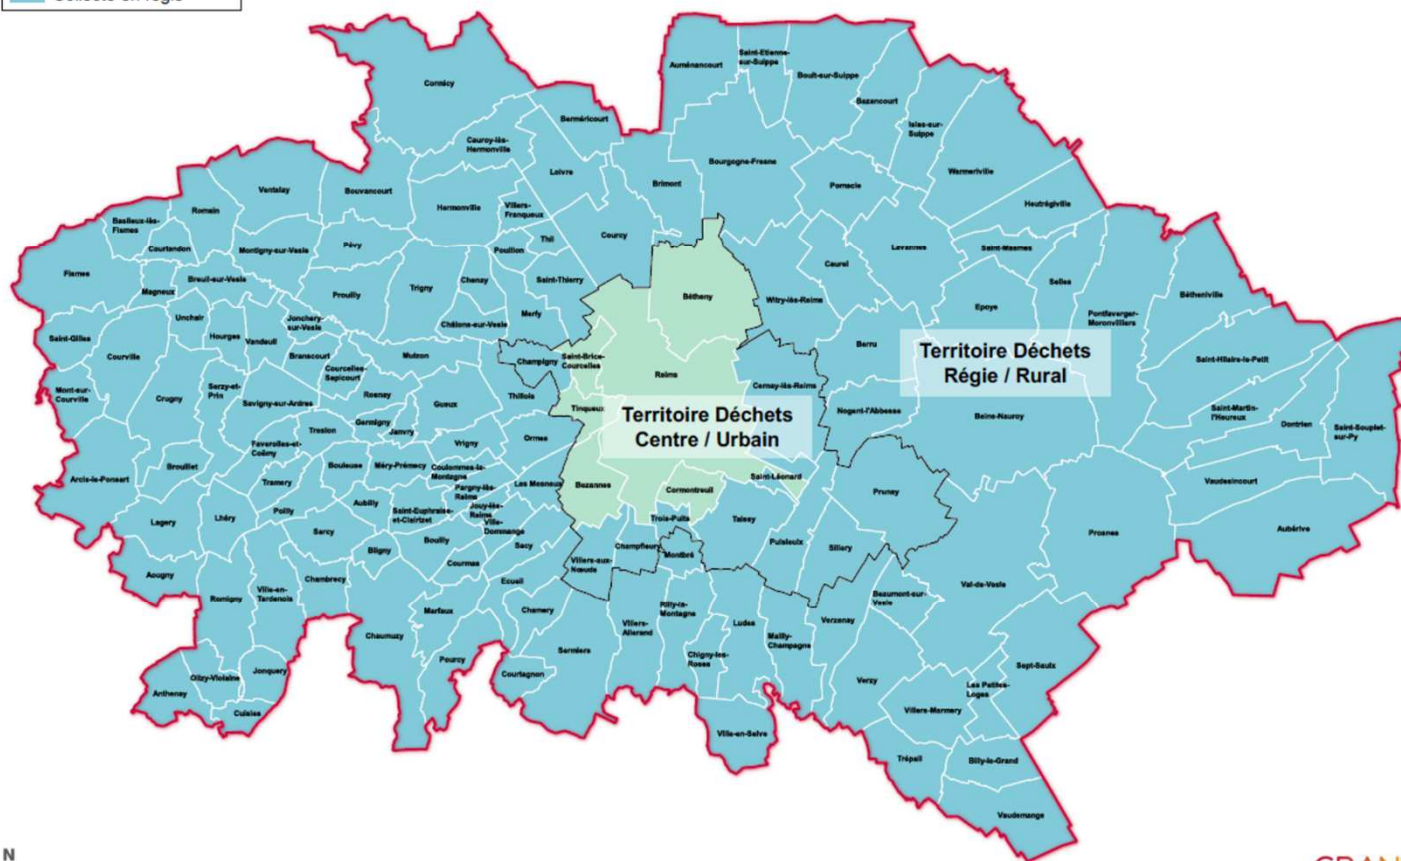 Collecte en régie
Cormicy
Auménancourt
Saint-Etienne-
sur-Suippe
Boult-sur-Suippe
Bazancourt
Isles-sur-
Suippe
Berméricourt
Cauroy-lès-
Hermonville
Loivre
Bourgogne-Fresne
Warmeriville
Brimont
Pomacle
Ventelay
Bouvancourt
Hermonville
Villers-
Franqueux
Heutrégiville
Romain
Baslieux-lès-
Fismes
Courlandon
Montigny-sur-Vesle
Pévy
Pouillon
Thil
Courcy
Lavannes
Saint-Masmes
Caurel
Fismes
Magneux
Breuil-sur-Vesle
Prouilly
Trigny
Chenay
Saint-Thierry
Selles
Bétheny
Witry-lès-Reims
Epoye
Bétheniville
Pontfaverger-
Moronvilliers
Unchair
Hourges
Vandeuil
Jonchery-
sur-Vesle
Châlons-sur-Vesle
Merfy
Saint-Gilles
Courville
Branscourt
Muizon
Champigny
Saint-Brice-
Courcelles
Berru
Territoire Déchets
Régie / Rural
Saint-Hilaire-le-Petit
Courcelles-
Sapicourt
Reims
Cernay-lès-Reims
Mont-sur-
Courville
Crugny
Serzy-et-
Prin
Savigny-sur-Ardres
Rosnay
Gueux
Thillois
Tinqueux
Territoire Déchets
Centre / Urbain
Nogent-l'Abbesse
Beine-Nauroy
Saint-Martin-
l'Heureux
Dontrien
Saint-Souplet-
sur-Py
Germigny
Janvry
Treslon
Faverolles-et-
Coëmy
Vrigny
Ormes
Brouillet
Bouleuse
Méry-Prémecy
Coulommes-la-
Montagne
Arcis-le-Ponsart
Tramery
Pargny-lès-
Reims
Les Mesneux
Bezannes
Cormontreuil
Saint-Léonard
Vaudesincourt
Prunay
Lagery
Lhéry
Poilly
Aubilly
Saint-Euphraise-
et-Clairizet
Jouy-lès-
Reims
Ville-
Dommange
Trois-Puits
Taissy
Aubérive
Sarcy
Bligny
Bouilly
Sacy
Champfleury
Montbré
Puisieulx
Sillery
Prosnes
Aougny
Romigny
Ville-en-
Tardenois
Chambrecy
Courmas
Ecueil
Villers-aux-
Nœuds
Val-de-Vesle
Chaumuzy
Marfaux
Chamery
Villers-
Allerand
Rilly-la-
Montagne
Ludes
Mailly-
Champagne
Verzenay
Beaumont-sur-
Vesle
Sermiers
Pourcy
Courtagnon
Chigny-les-
Roses
Sept-Saulx
Anthenay
Olizy-Violaine
Jonquery
Cuisles
Verzy
Les Petites-
Loges
Villers-Marmery
Ville-en-Selve
Trépail
Billy-le-Grand
Vaudemange
N
GRAN